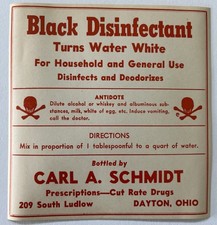 Black Disinfectant
Turns Water White
For Household and General Use
Disinfects and Deodorizes
ANTIDOTE
Dilute alcohol or whiskey and albuminous sub-
stances, milk, white of egg, etc. Induce vomiting,
call the doctor.
DIRECTIONS
Mix in proportion of 1 tablespoonful to a quart of water.
Bottled by
CARL A. SCHMIDT
Prescriptions—Cut Rate Drugs
209 South Ludlow DAYTON, OHIO